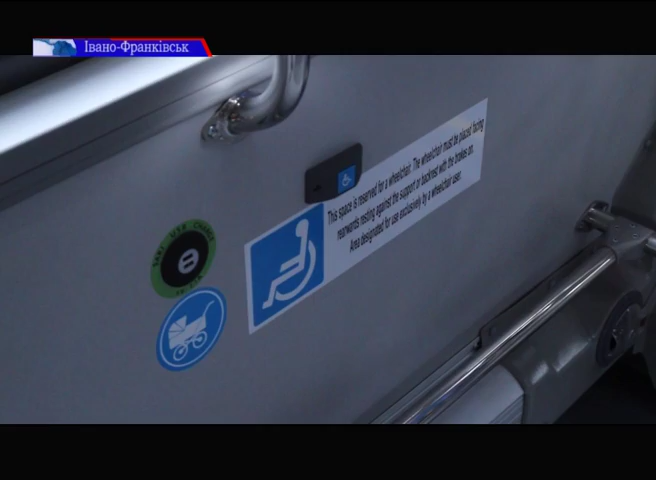 Івано-Франківськ
This space is reserved for a wheelchair. The wheelchair must be placed facing
rearwards resting against the support or backrest with the brakes on.
Area designated for use exclusively by a wheelchair user.